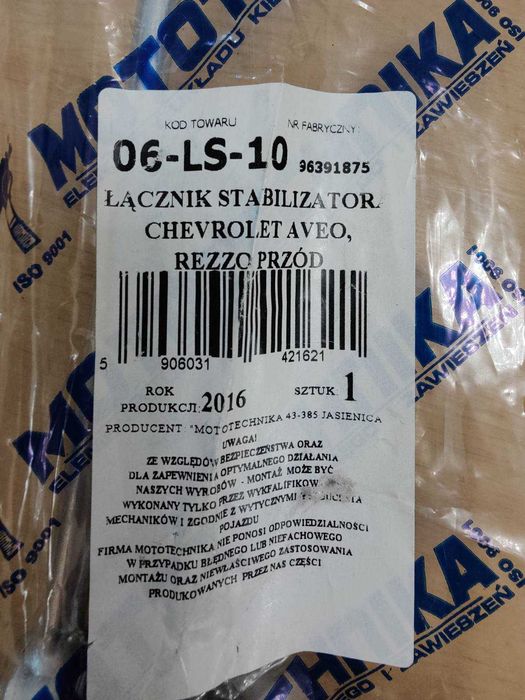 KOD TOWARU NR FABRYCZNY:
06-LS-10 96391875
ŁĄCZNIK STABILIZATORA
CHEVROLET AVEO,
REZZO PRZÓD
5 906031 421621
ROK
PRODUKCJI: 2016 SZTUK: 1
PRODUCENT: "MOTOTECHNIKA 43-385 JASIENICA
UWAGA!
ZE WZGLĘDÓW BEZPIECZEŃSTWA ORAZ
DLA ZAPEWNIENIA OPTYMALNEGO DZIAŁANIA
NASZYCH WYROBÓW - MONTAŻ MOŻE BYĆ
WYKONANY TYLKO PRZEZ WYKFALIFIKOW
MECHANIKÓW I ZGODNIE Z WYTYCZNYMI
POJAZDU
FIRMA MOTOTECHNIKA NIE PONOSI ODPOWIEDZIALNOŚCI
W PRZYPADKU BŁĘDNEGO LUB NIEFACHOWEGO
MONTAŻU ORAZ NIEWŁAŚCIWEGO ZASTOSOWANIA
PRODUKOWANYCH PRZEZ NAS CZĘŚCI
ISO 9001
ISO 9001